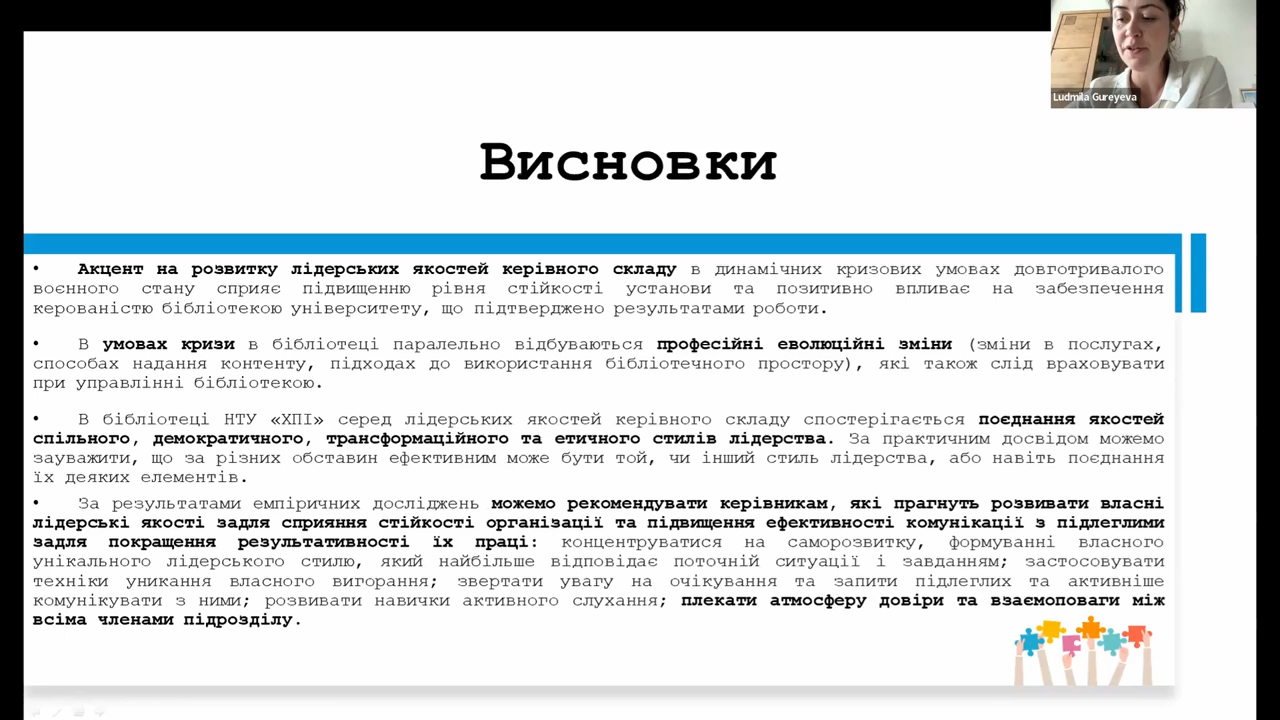 Ludmila Gureyeva
Висновки
• Акцент на розвитку лідерських якостей керівного складу в динамічних кризових умовах довготривалого
воєнного стану сприяє підвищенню рівня стійкості установи та позитивно впливає на забезпечення
керованістю бібліотекою університету, що підтверджено результатами роботи.
• В умовах кризи в бібліотеці паралельно відбуваються професійні еволюційні зміни (зміни в послугах,
способах надання контенту, підходах до використання бібліотечного простору), які також слід враховувати
при управлінні бібліотекою.
• В бібліотеці НТУ «ХПІ» серед лідерських якостей керівного складу спостерігається поєднання якостей
спільного, демократичного, трансформаційного та етичного стилів лідерства. За практичним досвідом можемо
зауважити, що за різних обставин ефективним може бути той, чи інший стиль лідерства, або навіть поєднання
їх деяких елементів.
• За результатами емпіричних досліджень можемо рекомендувати керівникам, які прагнуть розвивати власні
лідерські якості задля сприяння стійкості організації та підвищення ефективності комунікації з підлеглими
задля покращення результативності їх праці: концентруватися на саморозвитку, формуванні власного
унікального лідерського стилю, який найбільше відповідає поточній ситуації і завданням; застосовувати
техніки уникання власного вигорання; звертати увагу на очікування та запити підлеглих та активніше
комунікувати з ними; розвивати навички активного слухання; плекати атмосферу довіри та взаємоповаги між
всіма членами підрозділу.